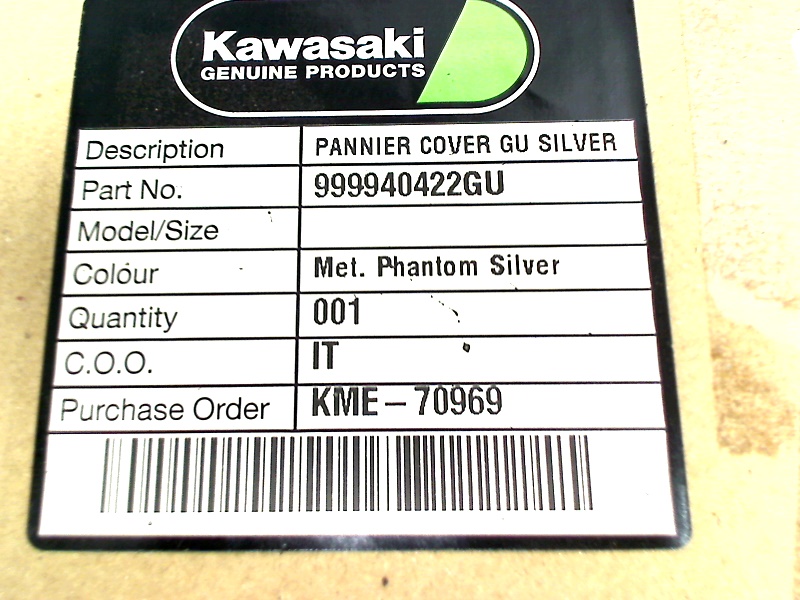 Kawasaki
GENUINE PRODUCTS
Description PANNIER COVER GU SILVER
Part No. 999940422GU
Model/Size
Colour Met. Phantom Silver
Quantity 001
C.O.O. IT
Purchase Order KME-70969